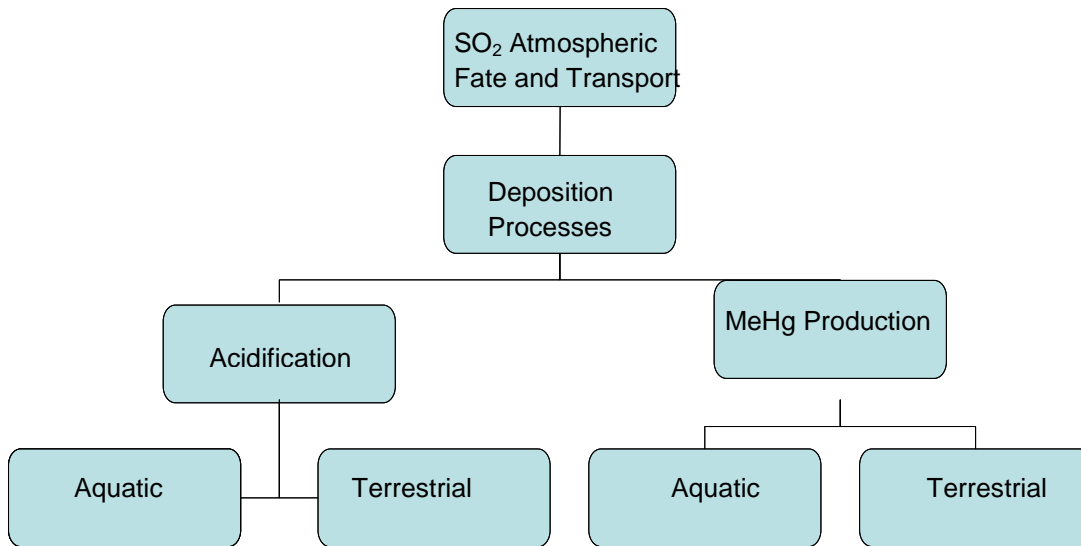 SO₂ Atmospheric
Fate and Transport
Deposition
Processes
Acidification
MeHg Production
Aquatic
Terrestrial
Aquatic
Terrestrial